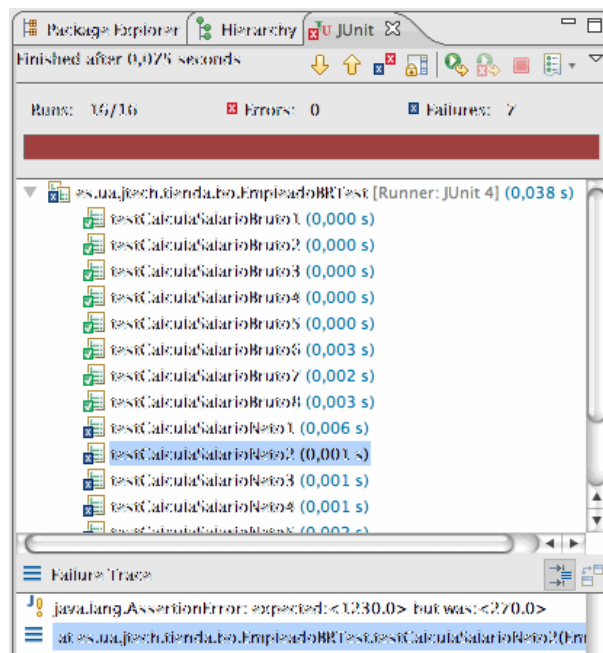 Package Explorer Hierarchy JUnit
Finished after 0,075 seconds
Runs: 16/16 Errors: 0 Failures: 7
es.ua.jtech.tienda.bo.EmpleadoBRTest [Runner: JUnit 4] (0,038 s)
testCalculaSalarioBruto1 (0,000 s)
testCalculaSalarioBruto2 (0,000 s)
testCalculaSalarioBruto3 (0,000 s)
testCalculaSalarioBruto4 (0,000 s)
testCalculaSalarioBruto5 (0,000 s)
testCalculaSalarioBruto6 (0,003 s)
testCalculaSalarioBruto7 (0,002 s)
testCalculaSalarioBruto8 (0,003 s)
testCalculaSalarioNeto1 (0,006 s)
testCalculaSalarioNeto2 (0,001 s)
testCalculaSalarioNeto3 (0,001 s)
testCalculaSalarioNeto4 (0,001 s)
testCalculaSalarioNeto5 (0,002 s)
Failure Trace
java.lang.AssertionError: expected:<1230.0> but was:<270.0>
at es.ua.jtech.tienda.bo.EmpleadoBRTest.testCalculaSalarioNeto2(Em